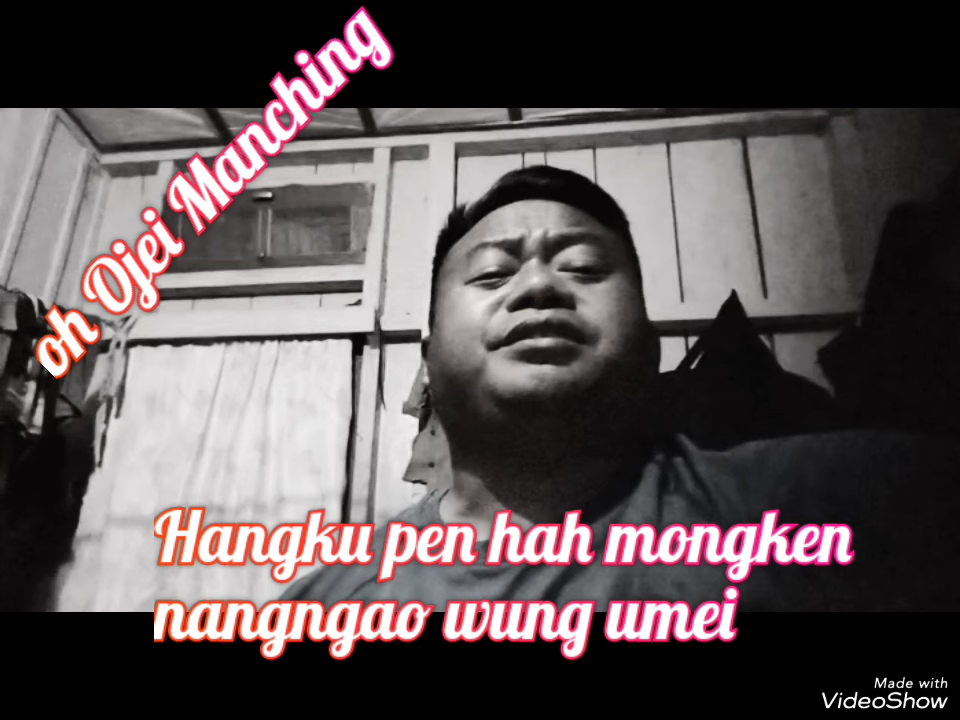 oh Ojei Manching
Hangku pen hah mongken
nangngao wung umei
Made with
VideoShow